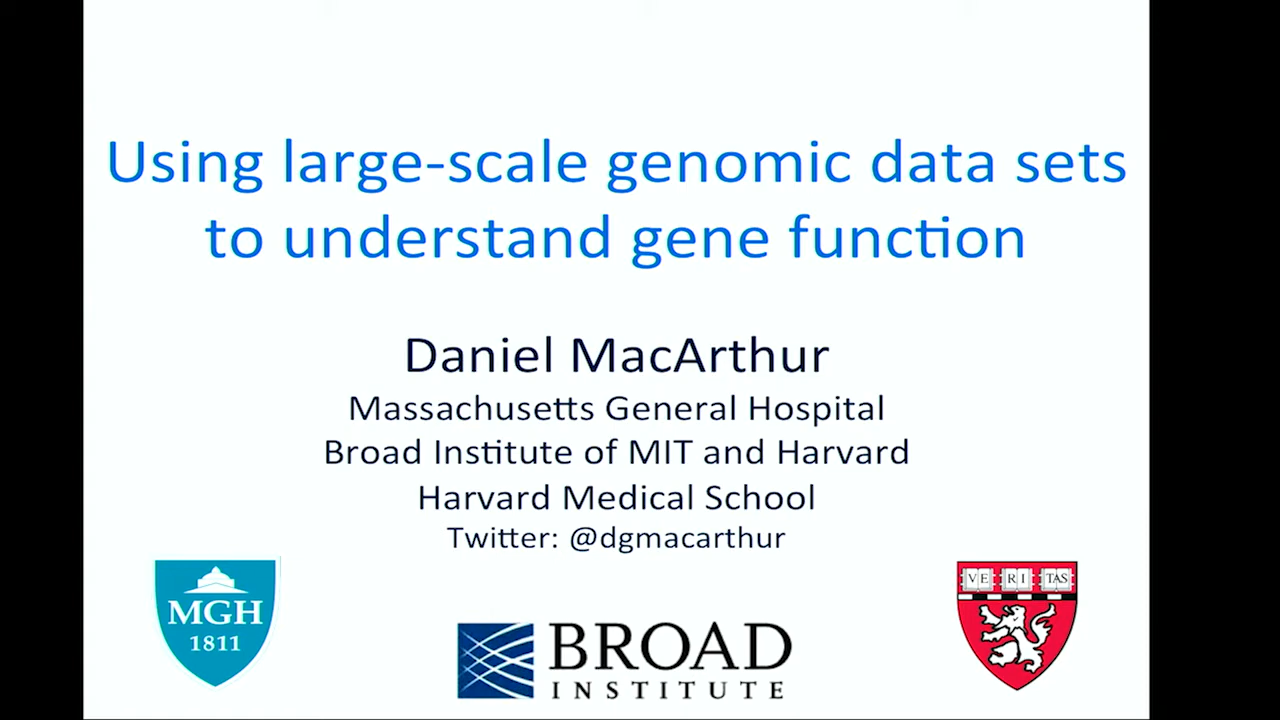 Using large-scale genomic data sets
to understand gene function
Daniel MacArthur
Massachusetts General Hospital
Broad Institute of MIT and Harvard
Harvard Medical School
Twitter: @dgmacarthur
MGH
1811
BROAD
INSTITUTE
VE RI TAS